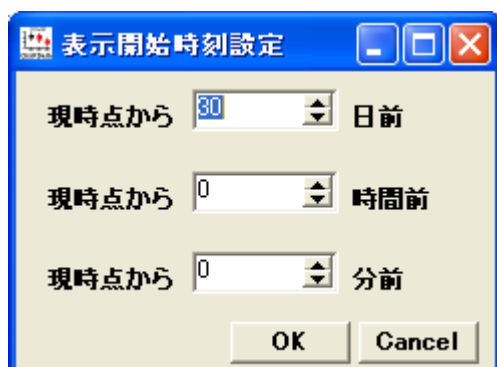 表示開始時刻設定
現時点から 30 日前
現時点から 0 時間前
現時点から 0 分前
OK Cancel